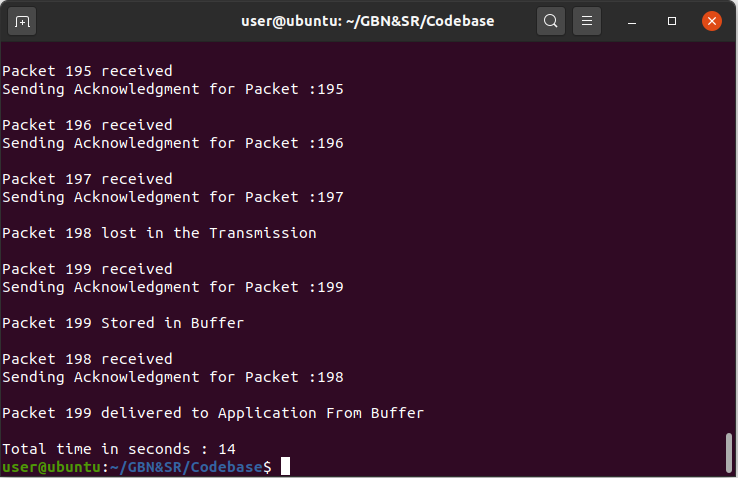 user@ubuntu: ~/GBN&SR/Codebase
Packet 195 received
Sending Acknowledgment for Packet :195
Packet 196 received
Sending Acknowledgment for Packet :196
Packet 197 received
Sending Acknowledgment for Packet :197
Packet 198 lost in the Transmission
Packet 199 received
Sending Acknowledgment for Packet :199
Packet 199 Stored in Buffer
Packet 198 received
Sending Acknowledgment for Packet :198
Packet 199 delivered to Application From Buffer
Total time in seconds : 14
user@ubuntu:~/GBN&SR/Codebase$